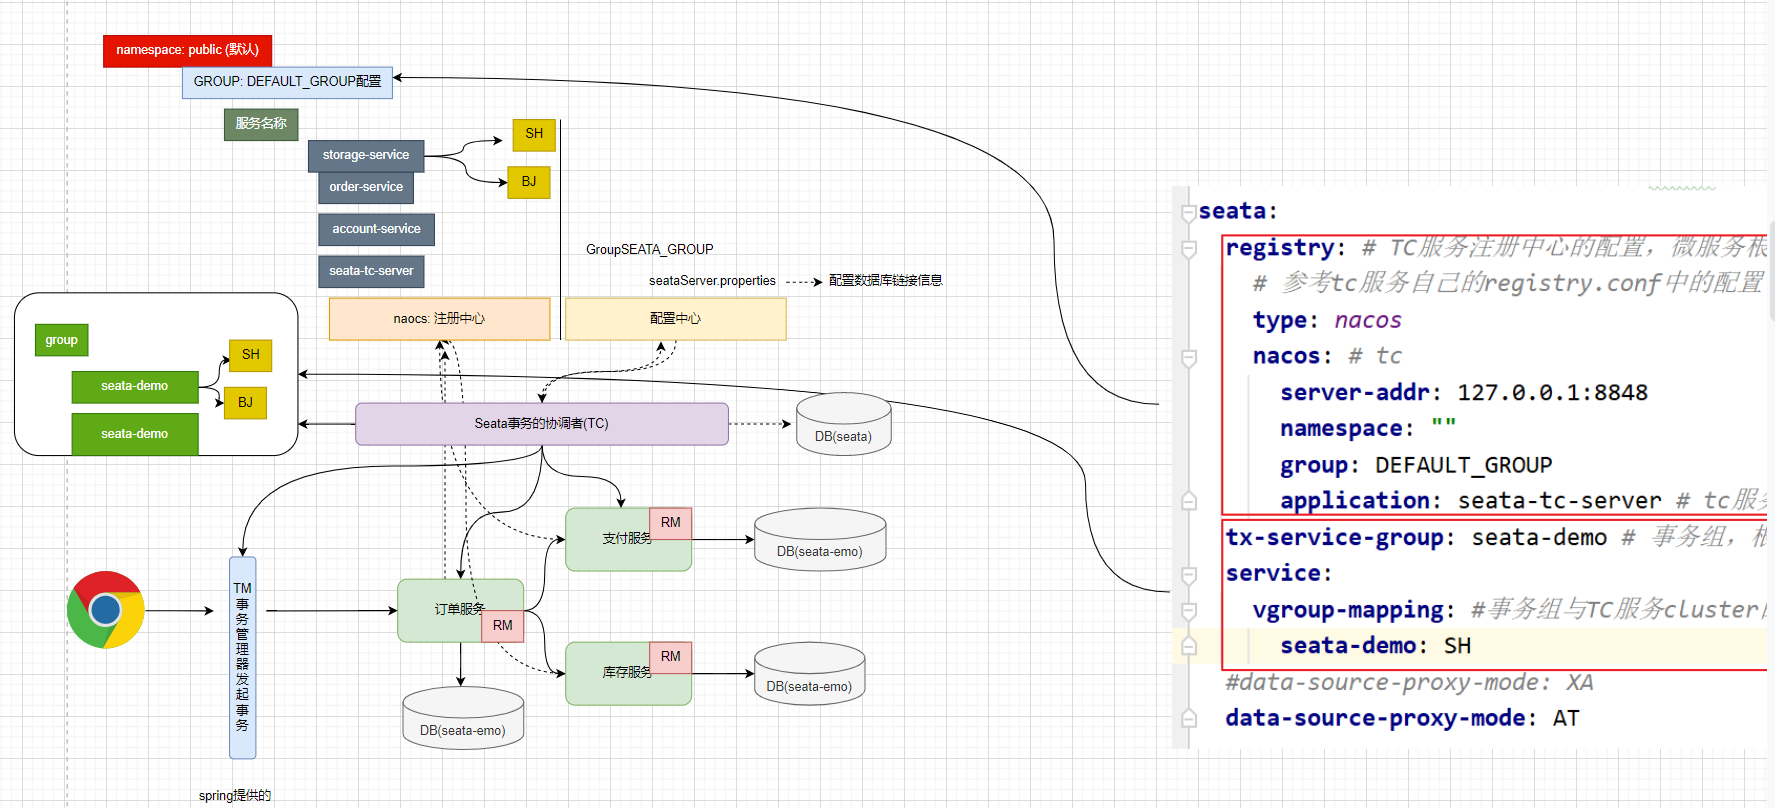 namespace: public (默认)
GROUP: DEFAULT_GROUP配置
服务名称
storage-service
SH
BJ
order-service
account-service
seata-tc-server
GroupSEATA_GROUP
seataServer.properties
配置数据库链接信息
naocs: 注册中心
配置中心
group
seata-demo
SH
BJ
seata-demo
Seata事务的协调者(TC)
DB(seata)
支付服务
RM
DB(seata-emo)
订单服务
RM
DB(seata-emo)
库存服务
RM
DB(seata-emo)
TM
事
务
管
理
器
发
起
事
务
spring提供的
seata:
registry: # TC服务注册中心的配置，微服务根
# 参考tc服务自己的registry.conf中的配置
type: nacos
nacos: # tc
server-addr: 127.0.0.1:8848
namespace: ""
group: DEFAULT_GROUP
application: seata-tc-server # tc服
tx-service-group: seata-demo # 事务组，
service:
vgroup-mapping: #事务组与TC服务cluster
seata-demo: SH
#data-source-proxy-mode: XA
data-source-proxy-mode: AT